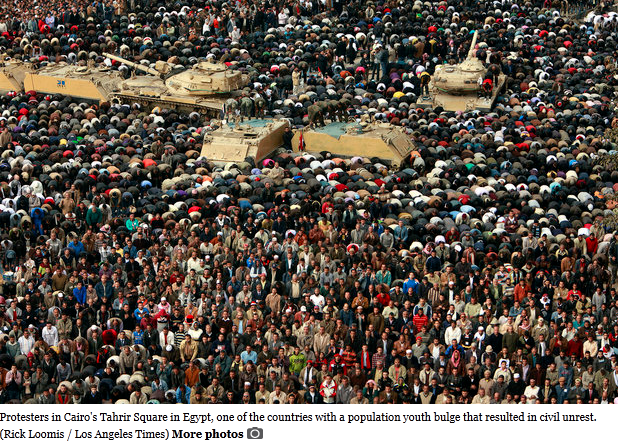 Protesters in Cairo's Tahrir Square in Egypt, one of the countries with a population youth bulge that resulted in civil unrest.
(Rick Loomis / Los Angeles Times) More photos